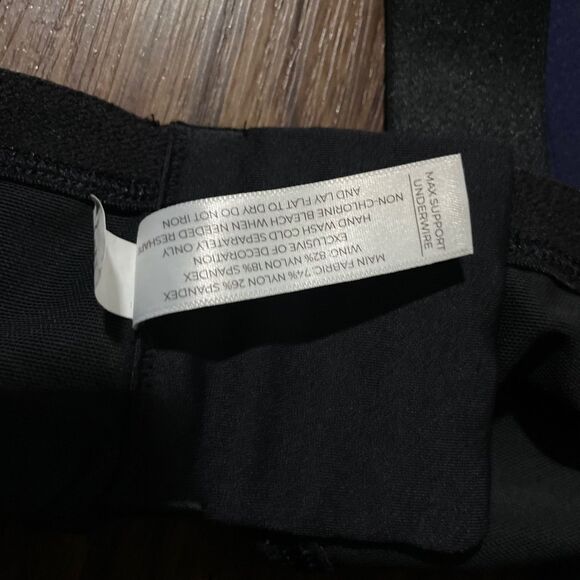 MAX SUPPORT
UNDERWIRE
MAIN FABRIC: 74% NYLON 26% SPANDEX
WING: 82% NYLON 18% SPANDEX
EXCLUSIVE OF DECORATION
HAND WASH COLD SEPARATELY ONLY
NON-CHLORINE BLEACH WHEN NEEDED RESHAPE
AND LAY FLAT TO DRY DO NOT IRON